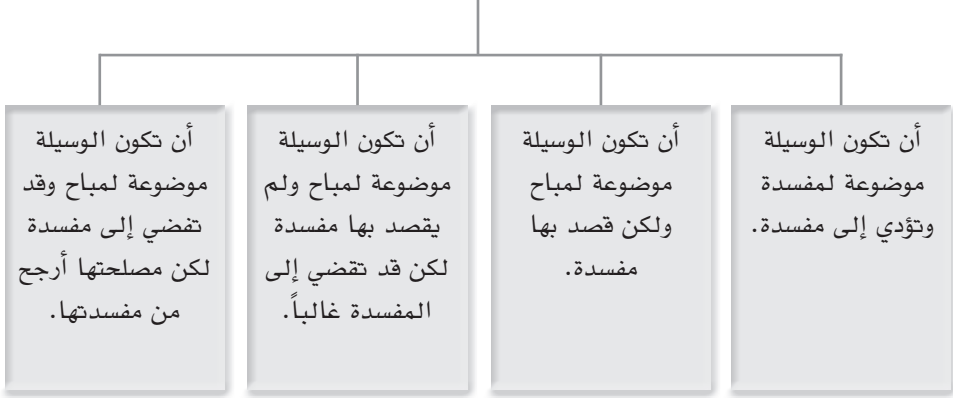 أن تكون الوسيلة
موضوعة لمفسدة
وتؤدي إلى مفسدة.
أن تكون الوسيلة
موضوعة لمباح
ولكن قصد بها
مفسدة.
أن تكون الوسيلة
موضوعة لمباح ولم
يقصد بها مفسدة
لكن قد تقضي إلى
المفسدة غالباً.
أن تكون الوسيلة
موضوعة لمباح وقد
تفضي إلى مفسدة
لكن مصلحتها أرجح
من مفسدتها.